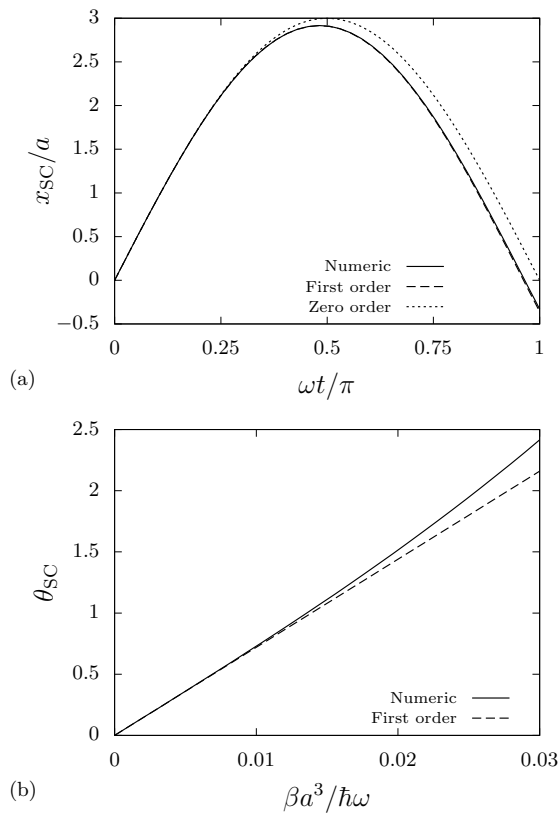 3
2.5
2
1.5
1
0.5
0
−0.5
x_SC/a
Numeric
First order
Zero order
0 0.25 0.5 0.75 1
(a)
ωt/π
2.5
2
1.5
1
0.5
0
θ_SC
Numeric
First order
0 0.01 0.02 0.03
(b)
βa³/ħω